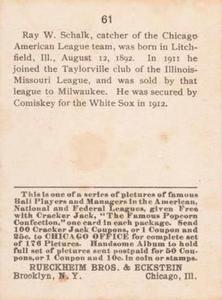 61
Ray W. Schalk, catcher of the Chicago
American League team, was born in Litch-
field, Ill., August 12, 1892. In 1911 he
joined the Taylorville club of the Illinois-
Missouri League, and was sold by that
league to Milwaukee. He was secured by
Comiskey for the White Sox in 1912.
This is one of a series of pictures of famous
Ball Players and Managers in the American,
National and Federal Leagues, given Free
with Cracker Jack, "The Famous Popcorn
Confection," one card in each package. Send
100 Cracker Jack Coupons, or 1 Coupon and
25c. to CHICAGO OFFICE for complete set
of 176 Pictures. Handsome Album to hold
full set of pictures sent postpaid for 50 Cou-
pons, or 1 Coupon and 10c. in coin or stamps.
RUECKHEIM BROS. & ECKSTEIN
Brooklyn, N. Y. Chicago, Ill.